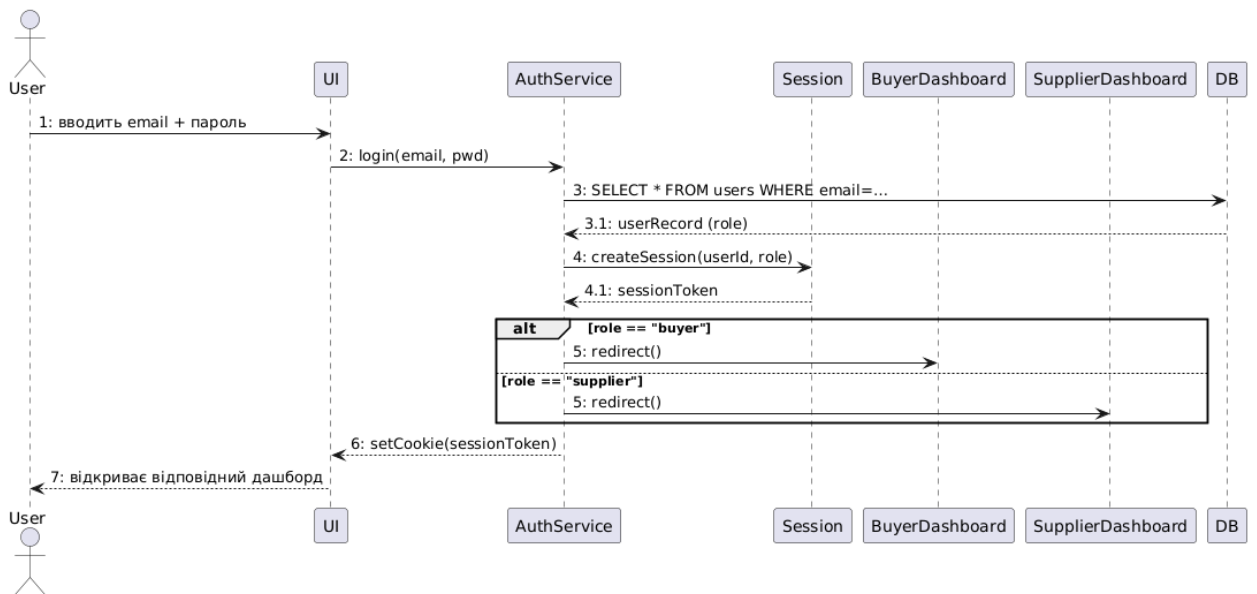 User
UI
AuthService
Session
BuyerDashboard
SupplierDashboard
DB
1: вводить email + пароль
2: login(email, pwd)
3: SELECT * FROM users WHERE email=...
3.1: userRecord (role)
4: createSession(userId, role)
4.1: sessionToken
alt
[role == "buyer"]
5: redirect()
[role == "supplier"]
5: redirect()
6: setCookie(sessionToken)
7: відкриває відповідний дашборд
User
UI
AuthService
Session
BuyerDashboard
SupplierDashboard
DB